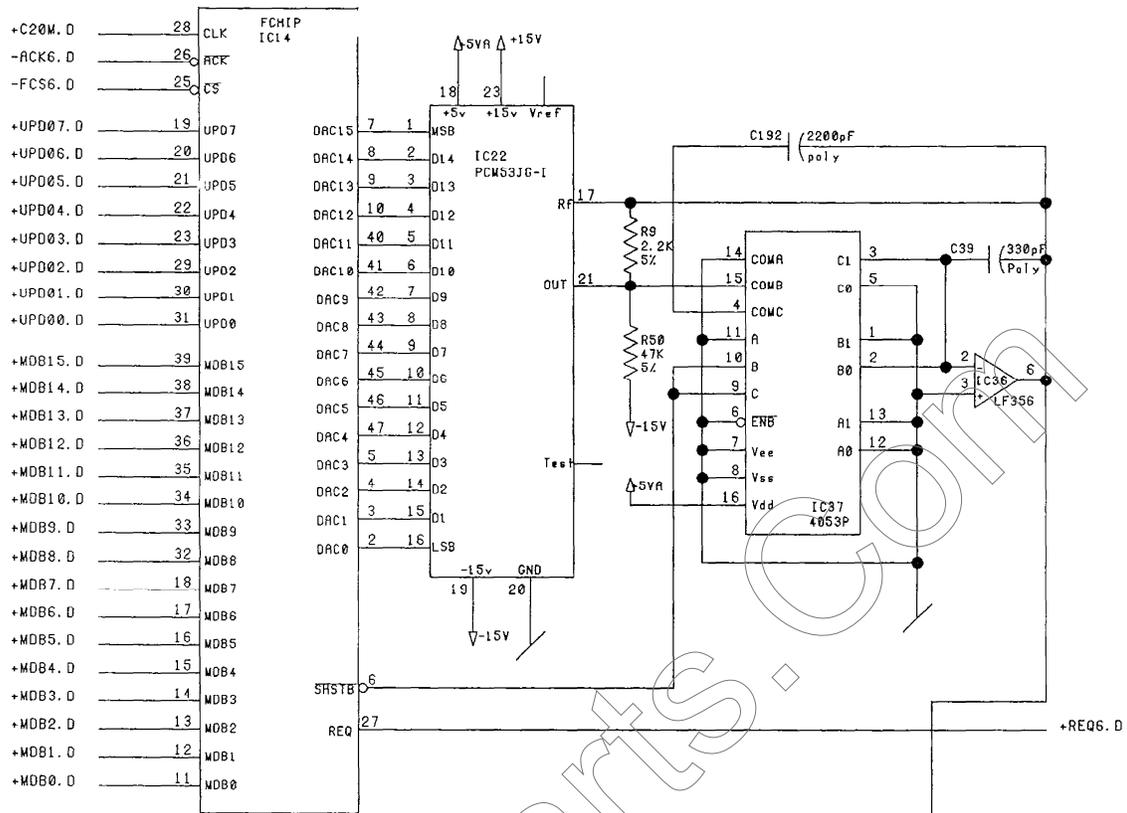 FCHIP
IC14
+C20M.D 28 CLK
-ACK6.D 26 ACK
-FCS6.D 25 CS
+UPD07.D 19 UPD7
+UPD06.D 20 UPD6
+UPD05.D 21 UPD5
+UPD04.D 22 UPD4
+UPD03.D 23 UPD3
+UPD02.D 29 UPD2
+UPD01.D 30 UPD1
+UPD00.D 31 UPD0
+MDB15.D 39 MDB15
+MDB14.D 38 MDB14
+MDB13.D 37 MDB13
+MDB12.D 36 MDB12
+MDB11.D 35 MDB11
+MDB10.D 34 MDB10
+MDB9.D 33 MDB9
+MDB8.D 32 MDB8
+MDB7.D 18 MDB7
+MDB6.D 17 MDB6
+MDB5.D 16 MDB5
+MDB4.D 15 MDB4
+MDB3.D 14 MDB3
+MDB2.D 13 MDB2
+MDB1.D 12 MDB1
+MDB0.D 11 MDB0
DAC15 7 1 MSB
DAC14 8 2 D14
DAC13 9 3 D13
DAC12 10 4 D12
DAC11 40 5 D11
DAC10 41 6 D10
DAC9 42 7 D9
DAC8 43 8 D8
DAC7 44 9 D7
DAC6 45 10 D6
DAC5 46 11 D5
DAC4 47 12 D4
DAC3 5 13 D3
DAC2 4 14 D2
DAC1 3 15 D1
DAC0 2 16 LSB
SHSTB 6
REQ 27
+REQ6.D
+5VA +15V
18 23
+5v +15v Vref
IC22
PCM53JG-I
Rf 17
OUT 21
Test
-15v GND
19 20
-15V
R9
2.2K
5%
R50
47K
5%
-15V
+5VA
C192 2200pF
poly
14 COMA
15 COMB
4 COMC
11 A
10 B
9 C
6 ENB
7 Vee
8 Vss
16 Vdd
C1 3
C0 5
B1 1
B0 2
A1 13
A0 12
IC37
4053P
C39 330pF
Poly
2 -
3 +
6
IC36
LF356
rts.Com